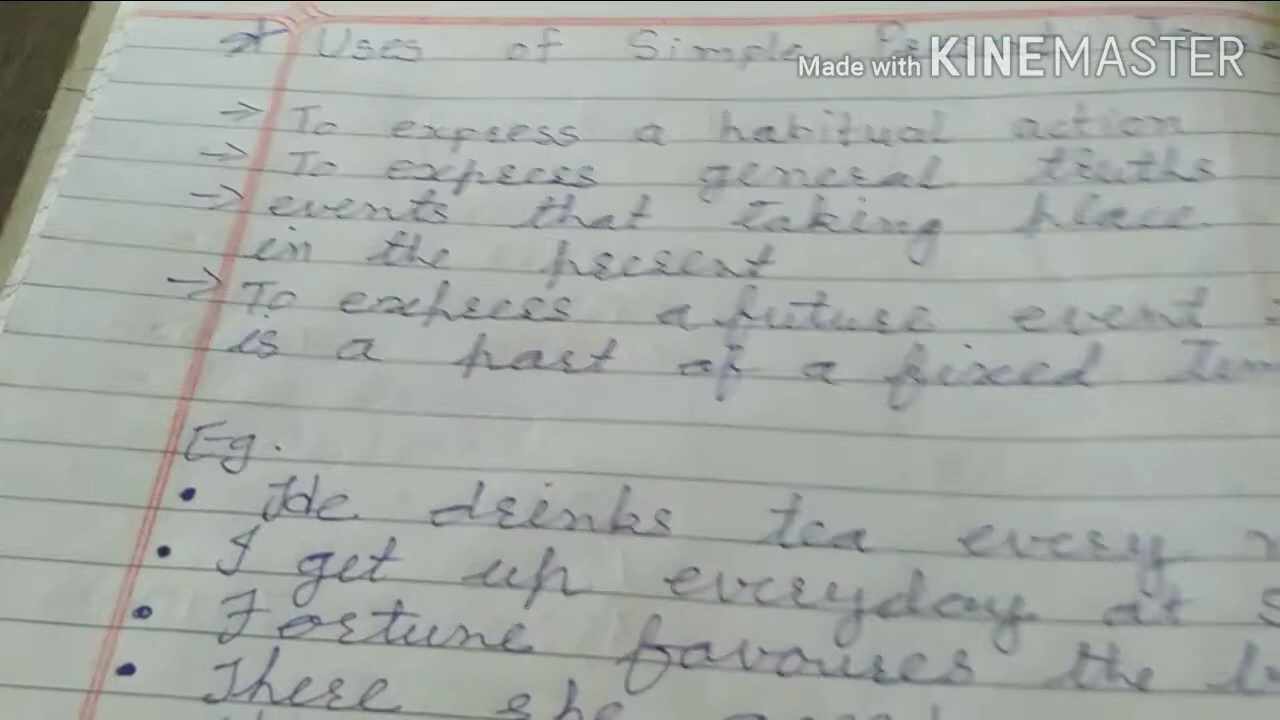 Uses of Simple
Made with KINEMASTER
→ To express a habitual action
→ To express general truths
→ events that taking place
in the present
→ To express a future event
is a part of a fixed
Eg.
• He drinks tea every
• I get up everyday at
• Fortune favoures the
• There she